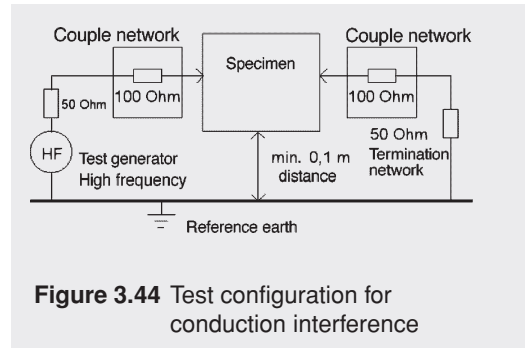 Couple network
Couple network
Specimen
50 Ohm
100 Ohm
100 Ohm
50 Ohm
Termination
network
HF
Test generator
High frequency
min. 0,1 m
distance
Reference earth
Figure 3.44 Test configuration for
conduction interference